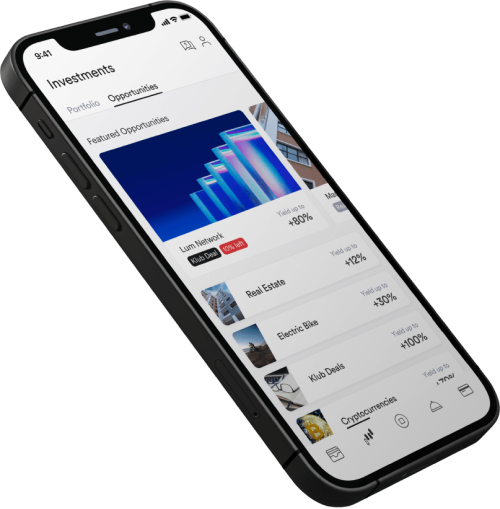 9:41
Investments
Portfolio
Opportunities
Featured Opportunities
Lum Network
Klub Deal
10% left
Yield up to
+80%
Ma
Real Estate
Yield up to
+12%
Electric Bike
Yield up to
+30%
Klub Deals
Yield up to
+100%
Cryptocurrencies
Yield up to